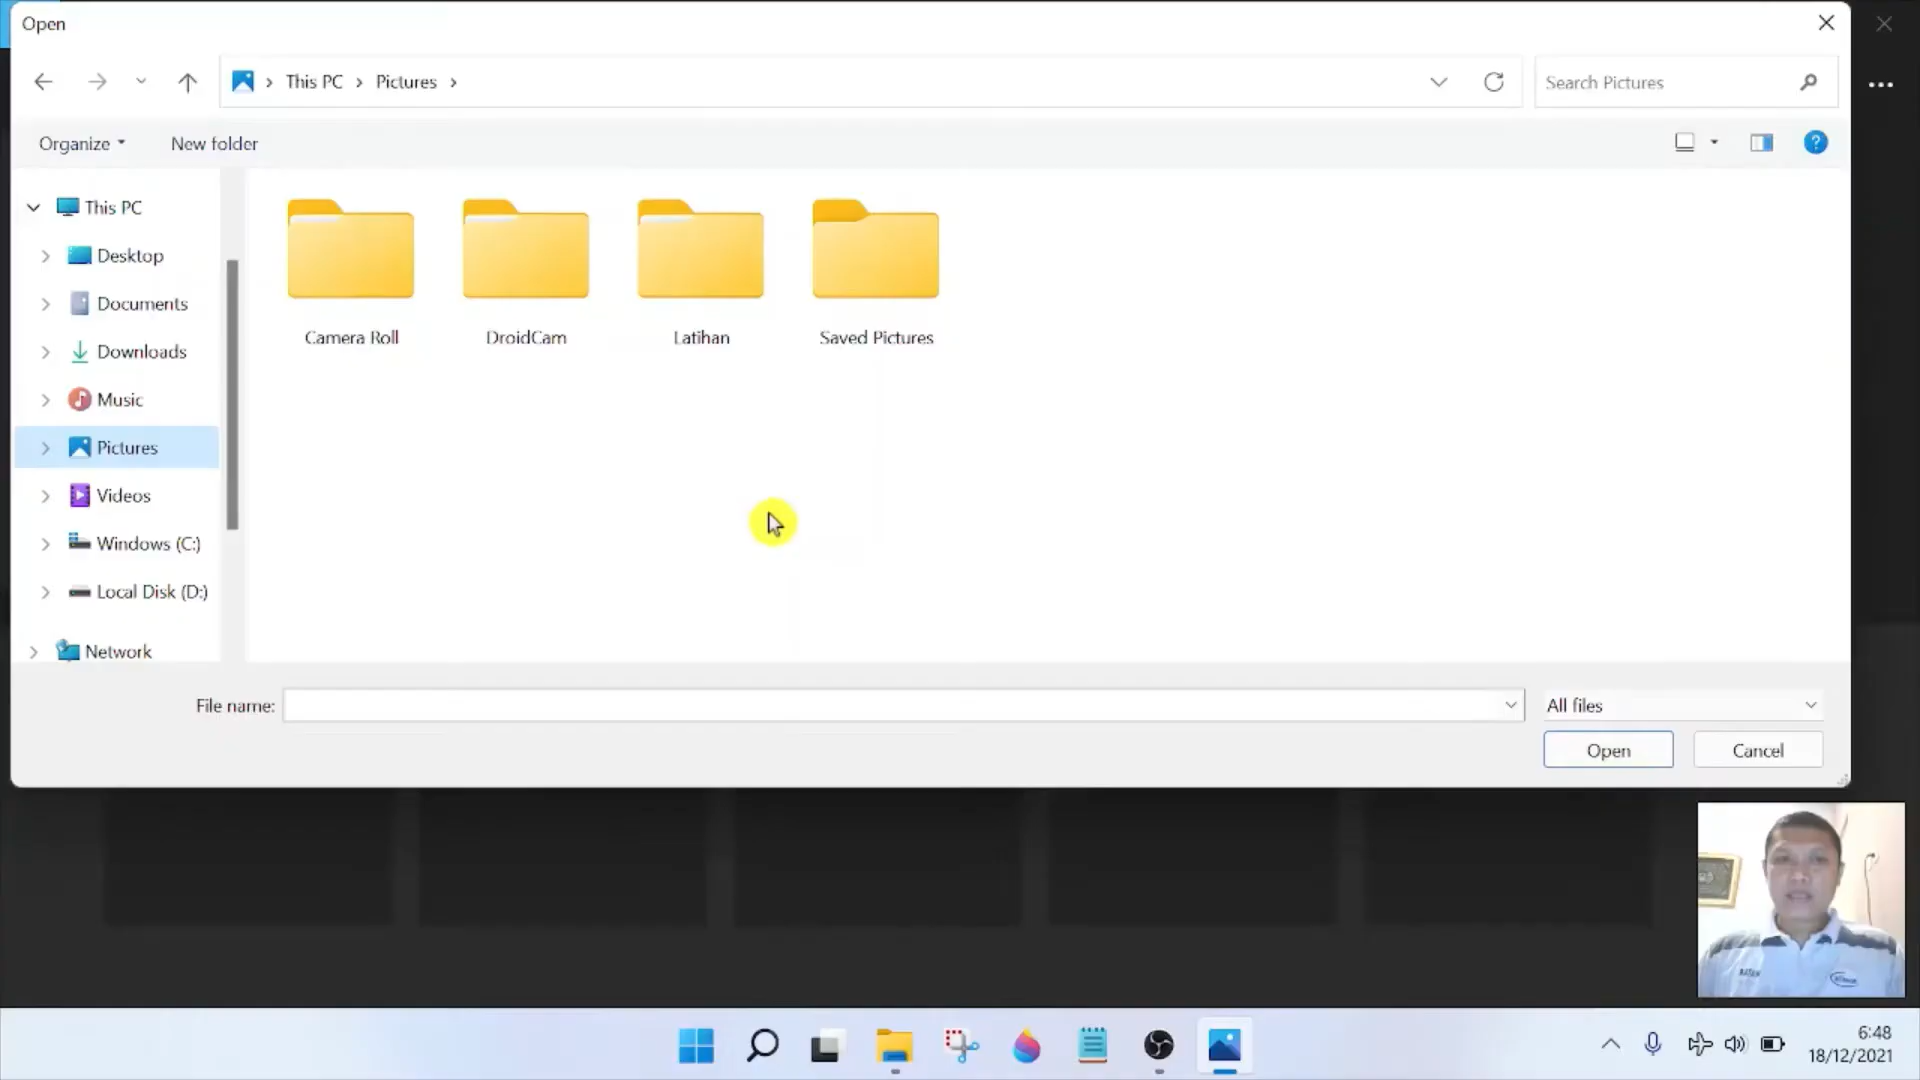 Open
This PC
Pictures
Search Pictures
Organize
New folder
This PC
Desktop
Documents
Downloads
Music
Pictures
Videos
Windows (C:)
Local Disk (D:)
Network
Camera Roll
DroidCam
Latihan
Saved Pictures
File name:
All files
Open
Cancel
6:48
18/12/2021